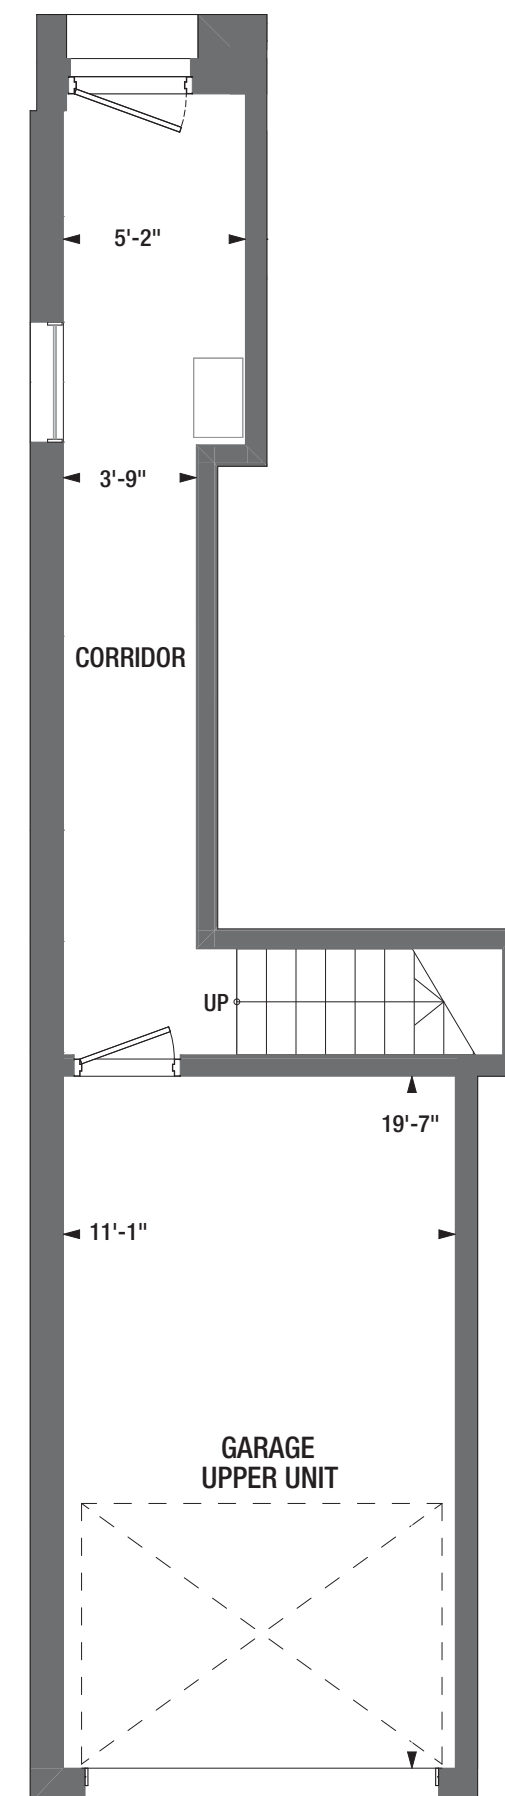 5'-2"
3'-9"
CORRIDOR
UP
19'-7"
11'-1"
GARAGE
UPPER UNIT